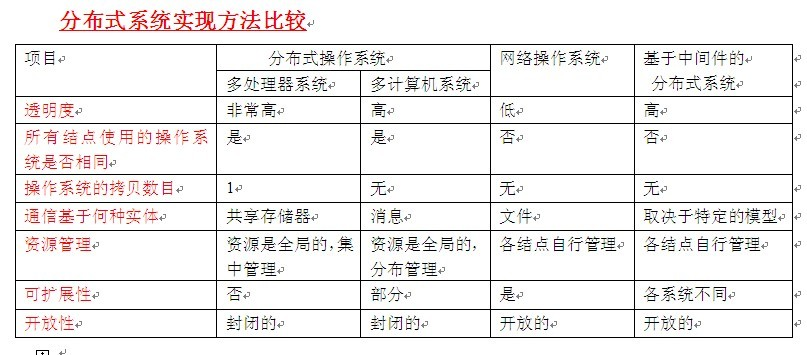 分布式系统实现方法比较
项目 分布式操作系统 网络操作系统 基于中间件的
多处理器系统 多计算机系统 分布式系统
透明度 非常高 高 低 高
所有结点使用的操作系 是 是 否 否
统是否相同
操作系统的拷贝数目 1 无 无 无
通信基于何种实体 共享存储器 消息 文件 取决于特定的模型
资源管理 资源是全局的，集 资源是全局的， 各结点自行管理 各结点自行管理
中管理 分布管理
可扩展性 否 部分 是 各系统不同
开放性 封闭的 封闭的 开放的 开放的